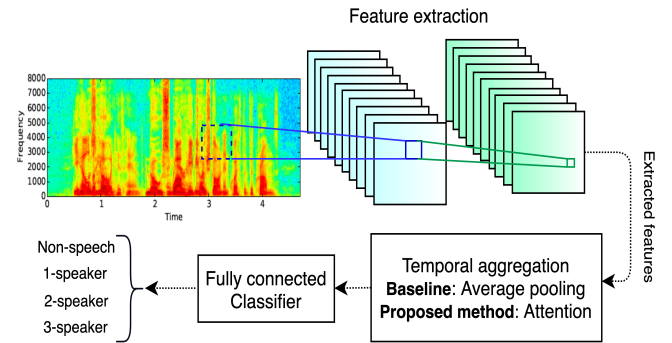 Feature extraction
Frequency
8000
7000
6000
5000
4000
3000
2000
1000
0
0 1 2 3 4
Time
Extracted features
Temporal aggregation
Baseline: Average pooling
Proposed method: Attention
Fully connected
Classifier
Non-speech
1-speaker
2-speaker
3-speaker